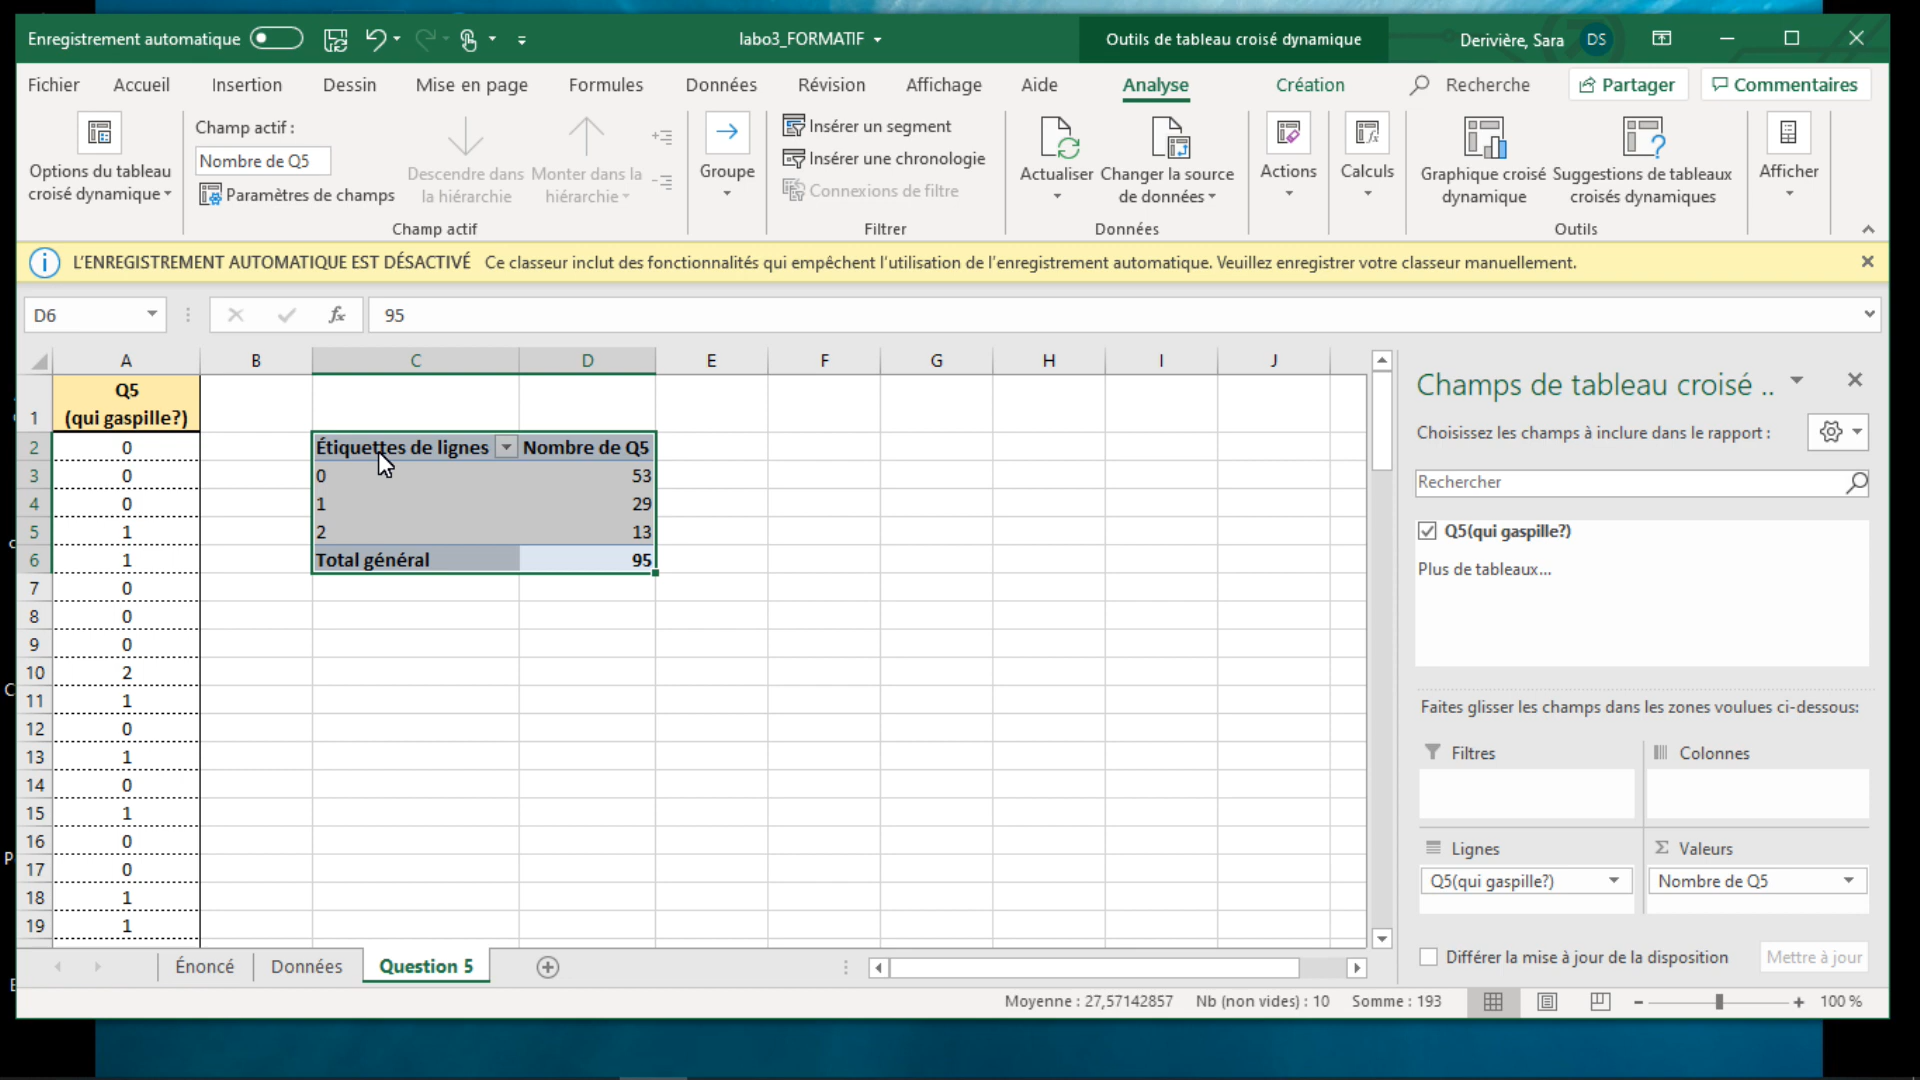 Enregistrement automatique
labo3_FORMATIF
Outils de tableau croisé dynamique
Derivière, Sara DS
Fichier Accueil Insertion Dessin Mise en page Formules Données Révision Affichage Aide Analyse Création Recherche Partager Commentaires
Options du tableau
croisé dynamique
Champ actif :
Nombre de Q5
Paramètres de champs
Descendre dans
la hiérarchie
Monter dans la
hiérarchie
Champ actif
Groupe
Insérer un segment
Insérer une chronologie
Connexions de filtre
Filtrer
Actualiser
Changer la source
de données
Données
Actions
Calculs
Graphique croisé
dynamique
Suggestions de tableaux
croisés dynamiques
Outils
Afficher
L'ENREGISTREMENT AUTOMATIQUE EST DÉSACTIVÉ Ce classeur inclut des fonctionnalités qui empêchent l'utilisation de l'enregistrement automatique. Veuillez enregistrer votre classeur manuellement.
D6 fx 95
A B C D E F G H I J
1 Q5
(qui gaspille?)
2 0 Étiquettes de lignes Nombre de Q5
3 0 0 53
4 0 1 29
5 1 2 13
6 1 Total général 95
7 0
8 0
9 0
10 2
11 1
12 0
13 1
14 0
15 1
16 0
17 0
18 1
19 1
Champs de tableau croisé ..
Choisissez les champs à inclure dans le rapport :
Rechercher
Q5(qui gaspille?)
Plus de tableaux...
Faites glisser les champs dans les zones voulues ci-dessous:
Filtres
Colonnes
Lignes
Σ Valeurs
Q5(qui gaspille?)
Nombre de Q5
Différer la mise à jour de la disposition
Mettre à jour
Énoncé Données Question 5
Moyenne : 27,57142857 Nb (non vides) : 10 Somme : 193 100 %